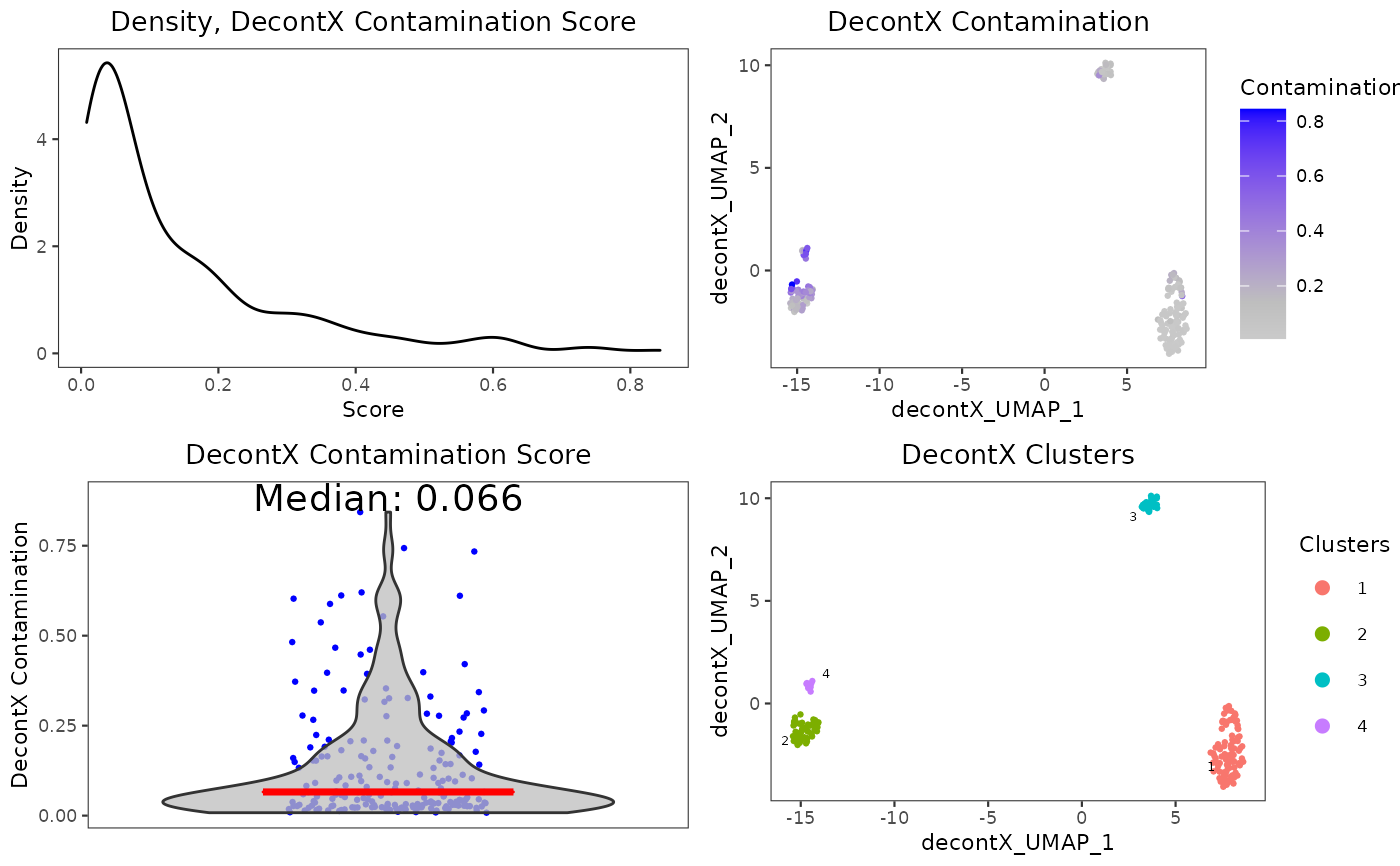 Density, DecontX Contamination Score
Density
4
2
0
0.0 0.2 0.4 0.6 0.8
Score
DecontX Contamination
decontX_UMAP_2
10
5
0
-15 -10 -5 0 5
decontX_UMAP_1
Contamination
0.8
0.6
0.4
0.2
DecontX Contamination Score
Median: 0.066
DecontX Contamination
0.75
0.50
0.25
0.00
DecontX Clusters
decontX_UMAP_2
10
5
0
3
4
2
1
-15 -10 -5 0 5
decontX_UMAP_1
Clusters
1
2
3
4